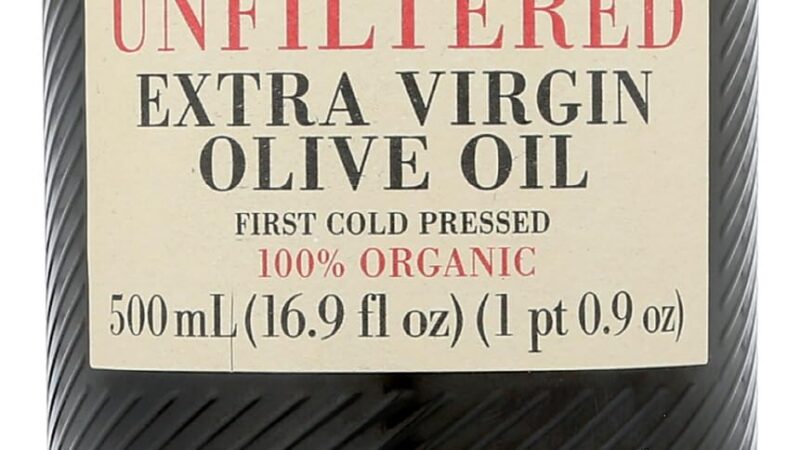 UNFILTERED
EXTRA VIRGIN
OLIVE OIL
FIRST COLD PRESSED
100% ORGANIC
500 mL (16.9 fl oz) (1 pt 0.9 oz)